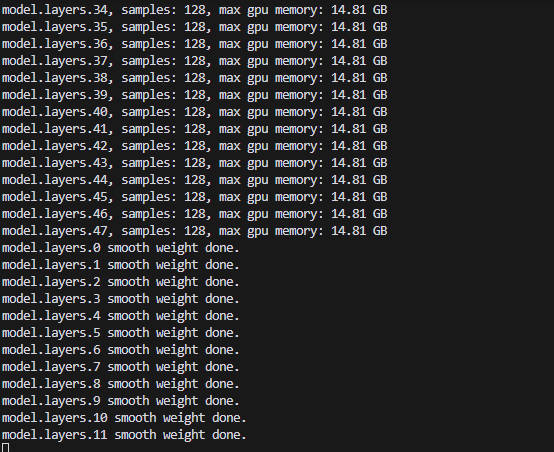 model.layers.34, samples: 128, max gpu memory: 14.81 GB
model.layers.35, samples: 128, max gpu memory: 14.81 GB
model.layers.36, samples: 128, max gpu memory: 14.81 GB
model.layers.37, samples: 128, max gpu memory: 14.81 GB
model.layers.38, samples: 128, max gpu memory: 14.81 GB
model.layers.39, samples: 128, max gpu memory: 14.81 GB
model.layers.40, samples: 128, max gpu memory: 14.81 GB
model.layers.41, samples: 128, max gpu memory: 14.81 GB
model.layers.42, samples: 128, max gpu memory: 14.81 GB
model.layers.43, samples: 128, max gpu memory: 14.81 GB
model.layers.44, samples: 128, max gpu memory: 14.81 GB
model.layers.45, samples: 128, max gpu memory: 14.81 GB
model.layers.46, samples: 128, max gpu memory: 14.81 GB
model.layers.47, samples: 128, max gpu memory: 14.81 GB
model.layers.0 smooth weight done.
model.layers.1 smooth weight done.
model.layers.2 smooth weight done.
model.layers.3 smooth weight done.
model.layers.4 smooth weight done.
model.layers.5 smooth weight done.
model.layers.6 smooth weight done.
model.layers.7 smooth weight done.
model.layers.8 smooth weight done.
model.layers.9 smooth weight done.
model.layers.10 smooth weight done.
model.layers.11 smooth weight done.